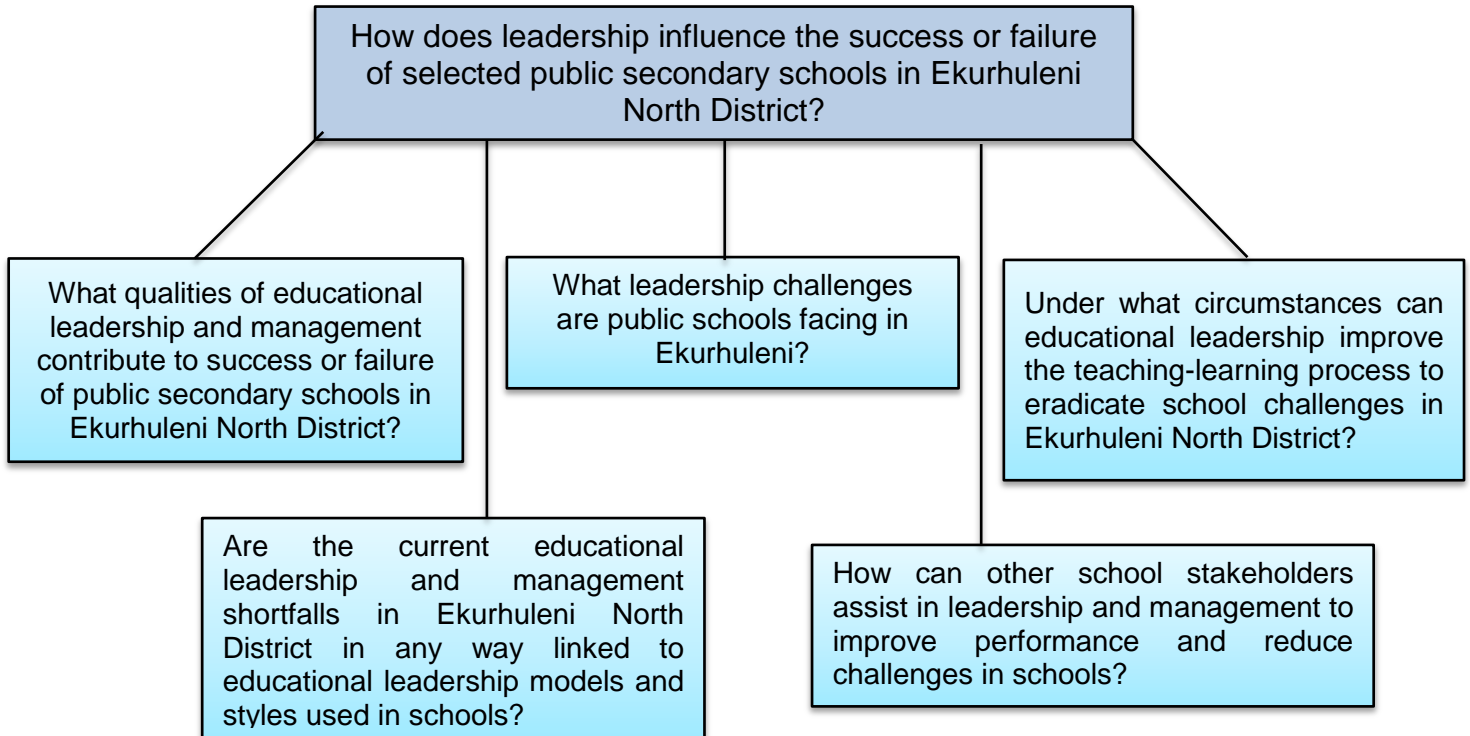 How does leadership influence the success or failure
of selected public secondary schools in Ekurhuleni
North District?
What qualities of educational
leadership and management
contribute to success or failure
of public secondary schools in
Ekurhuleni North District?
What leadership challenges
are public schools facing in
Ekurhuleni?
Under what circumstances can
educational leadership improve
the teaching-learning process to
eradicate school challenges in
Ekurhuleni North District?
Are the current educational
leadership and management
shortfalls in Ekurhuleni North
District in any way linked to
educational leadership models and
styles used in schools?
How can other school stakeholders
assist in leadership and management to
improve performance and reduce
challenges in schools?